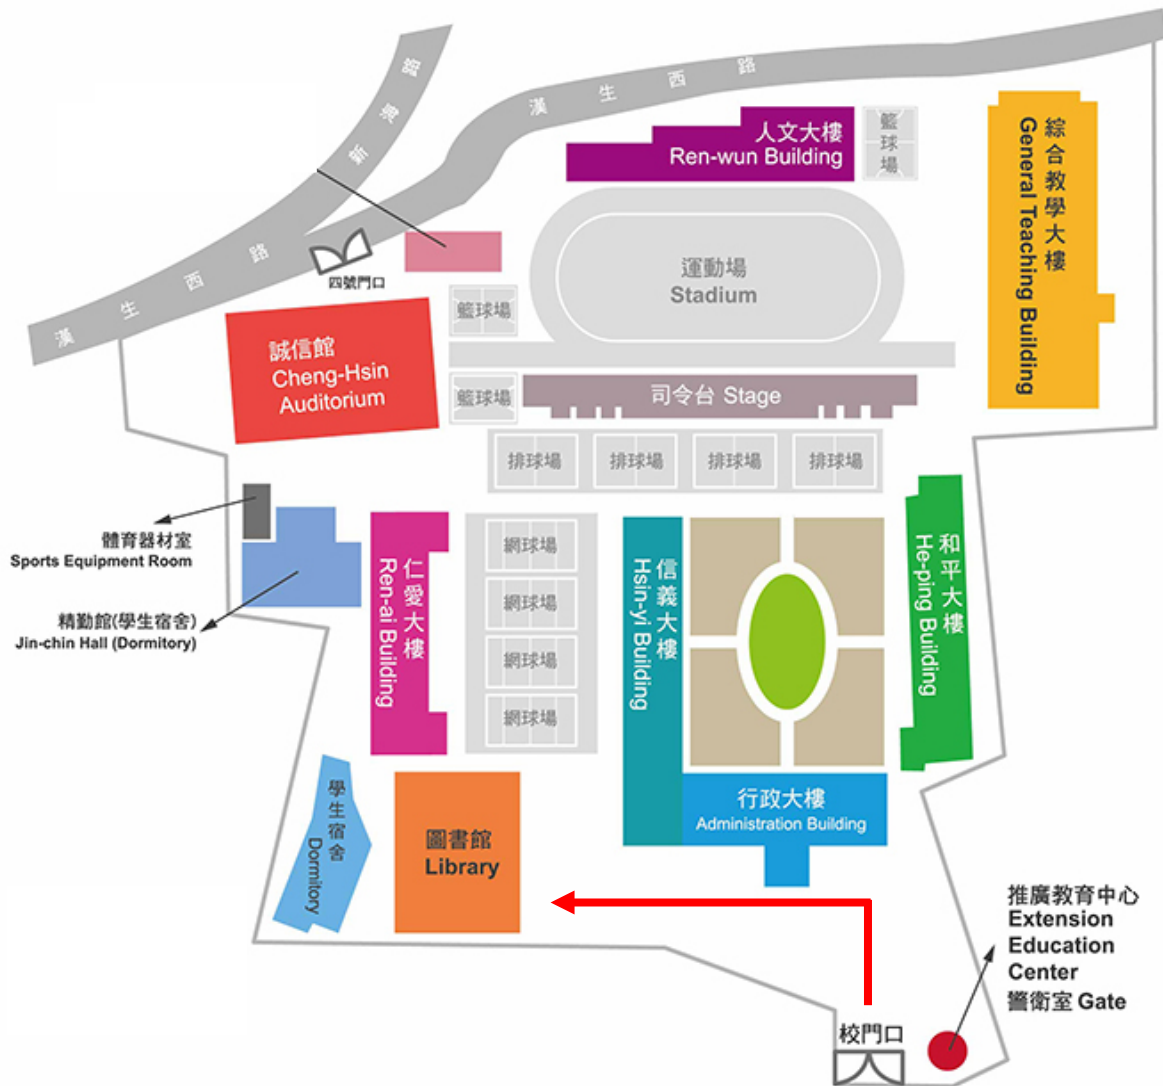 新海路
漢生西路
人文大樓
Ren-wun Building
籃球場
綜合教學大樓
General Teaching Building
漢生西路
四號門口
運動場
Stadium
籃球場
誠信館
Cheng-Hsin
Auditorium
籃球場
司令台 Stage
排球場
排球場
排球場
排球場
體育器材室
Sports Equipment Room
精勤館(學生宿舍)
Jin-chin Hall (Dormitory)
仁愛大樓
Ren-ai Building
網球場
網球場
網球場
網球場
信義大樓
Hsin-yi Building
和平大樓
He-ping Building
學生宿舍
Dormitory
圖書館
Library
行政大樓
Administration Building
推廣教育中心
Extension
Education
Center
警衛室 Gate
校門口